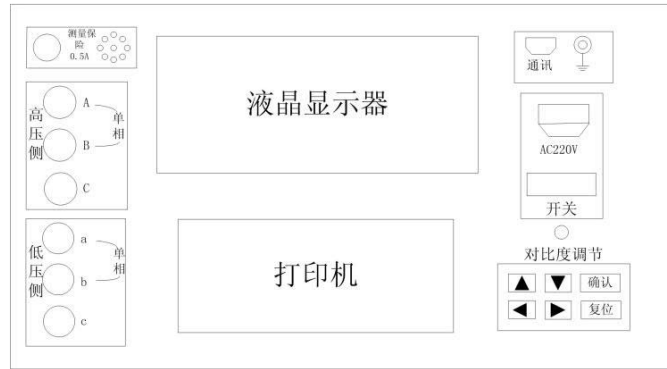 测量保
险
0.5A
液晶显示器
通讯
高压侧
A
B
C
单相
AC220V
开关
低压侧
a
b
c
单相
打印机
对比度调节
确认
复位